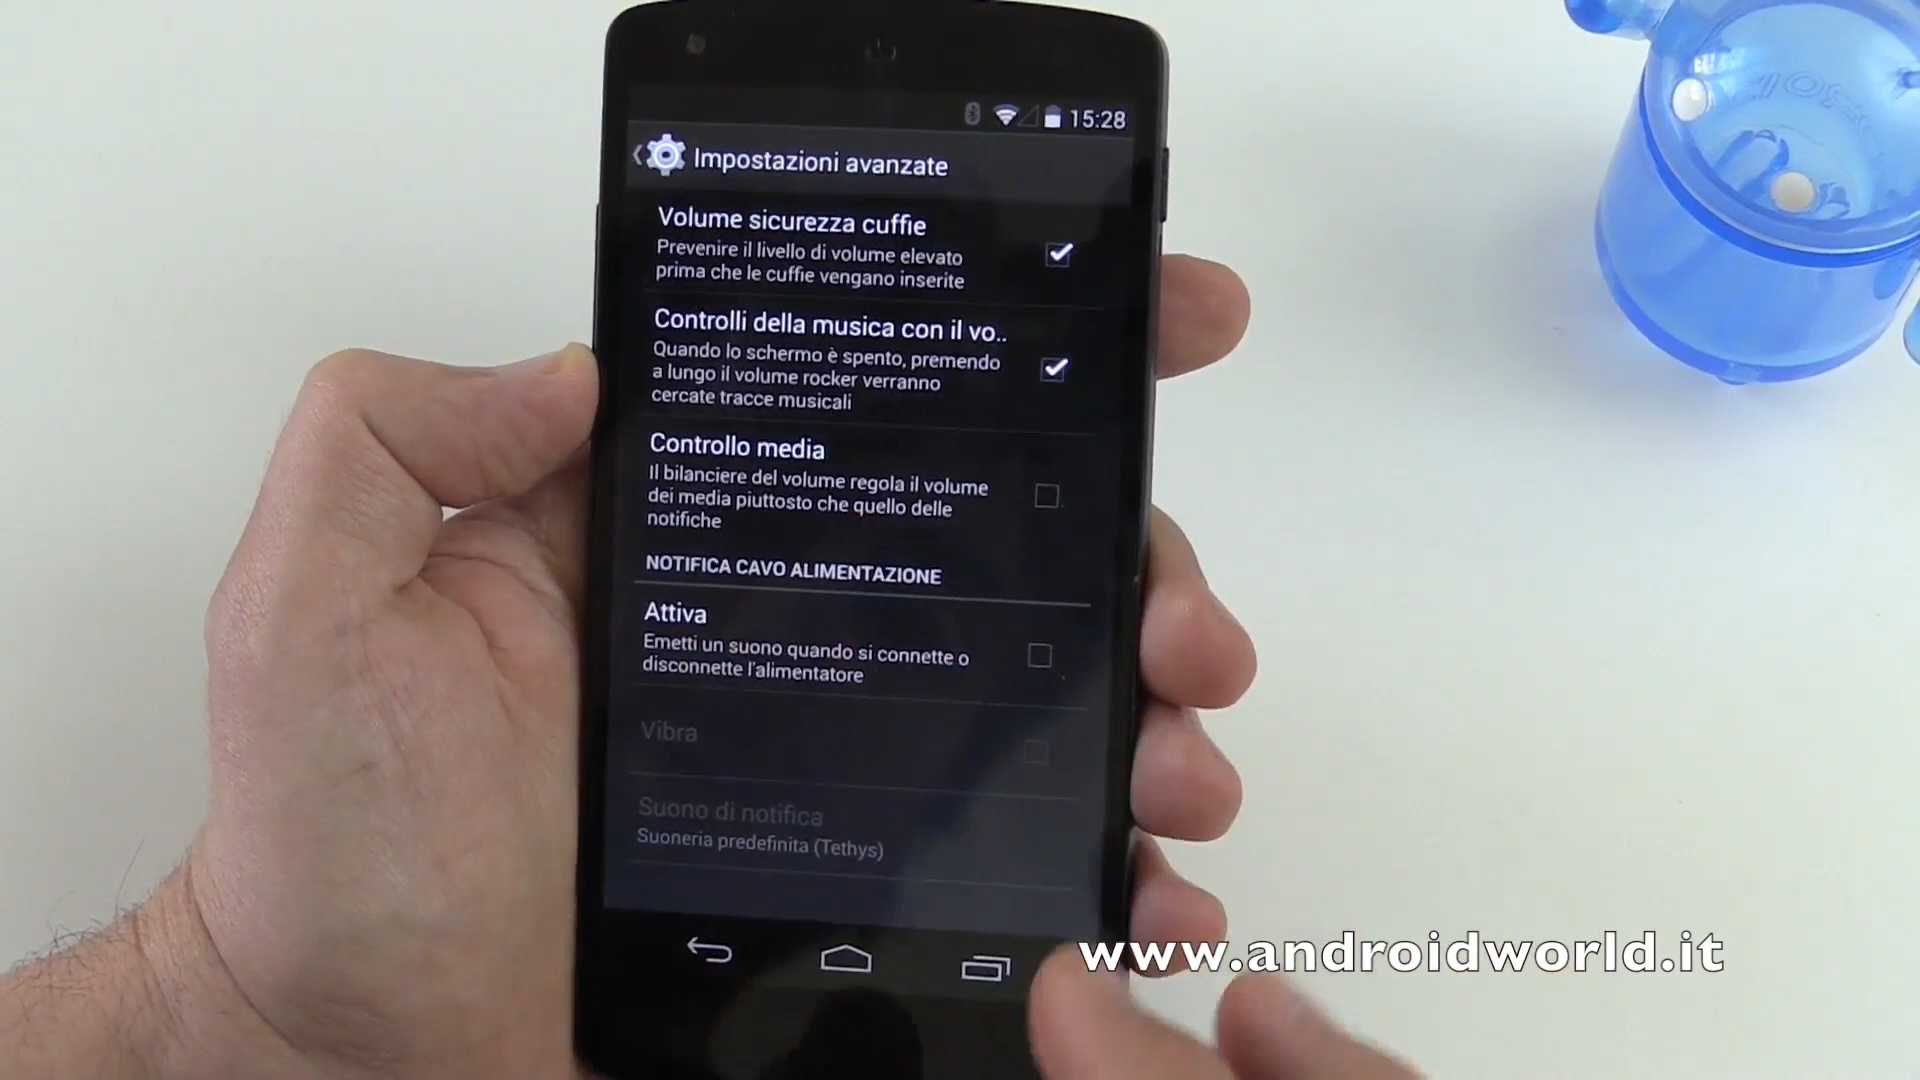 15:28
Impostazioni avanzate
Volume sicurezza cuffie
Prevenire il livello di volume elevato
prima che le cuffie vengano inserite
Controlli della musica con il vo..
Quando lo schermo è spento, premendo
a lungo il volume rocker verranno
cercate tracce musicali
Controllo media
Il bilanciere del volume regola il volume
dei media piuttosto che quello delle
notifiche
NOTIFICA CAVO ALIMENTAZIONE
Attiva
Emetti un suono quando si connette o
disconnette l'alimentatore
Vibra
Suono di notifica
Suoneria predefinita (Tethys)
www.androidworld.it